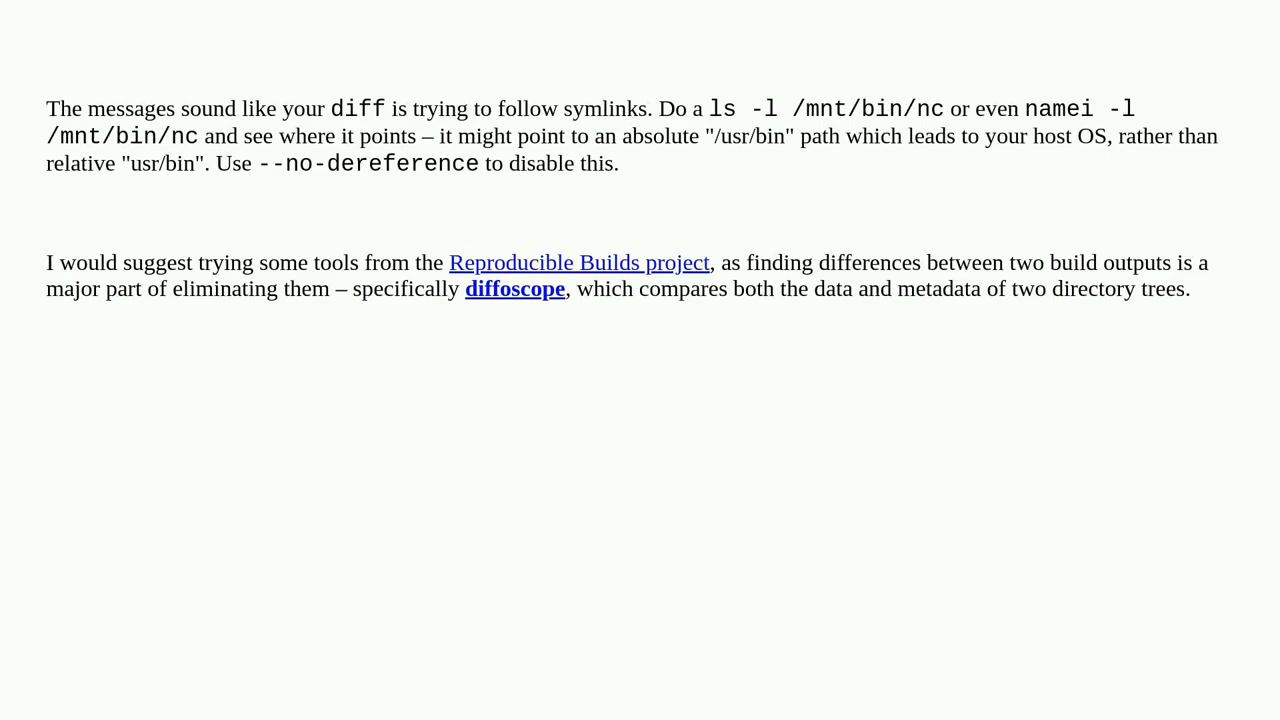 The messages sound like your diff is trying to follow symlinks. Do a ls -l /mnt/bin/nc or even namei -l
/mnt/bin/nc and see where it points – it might point to an absolute "/usr/bin" path which leads to your host OS, rather than
relative "usr/bin". Use --no-dereference to disable this.
I would suggest trying some tools from the Reproducible Builds project, as finding differences between two build outputs is a
major part of eliminating them – specifically diffoscope, which compares both the data and metadata of two directory trees.